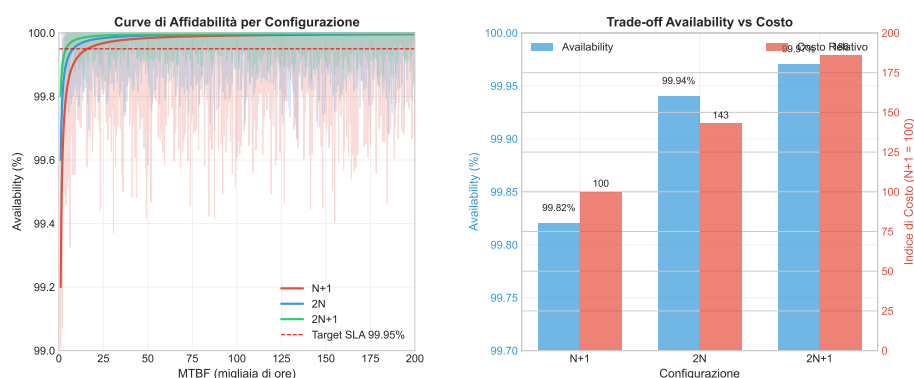 Curve di Affidabilità per Configurazione
Availability (%)
100.0
99.8
99.6
99.4
99.2
99.0
N+1
2N
2N+1
Target SLA 99.95%
0 25 50 75 100 125 150 175 200
MTBF (migliaia di ore)
Trade-off Availability vs Costo
Availability (%)
100.00
99.95
99.90
99.85
99.80
99.75
99.70
Availability
Costo Relativo
99.82%
100
99.94%
143
99.97%
200
175
150
125
100
75
50
25
0
Indice di Costo (N+1 = 100)
N+1 2N 2N+1
Configurazione